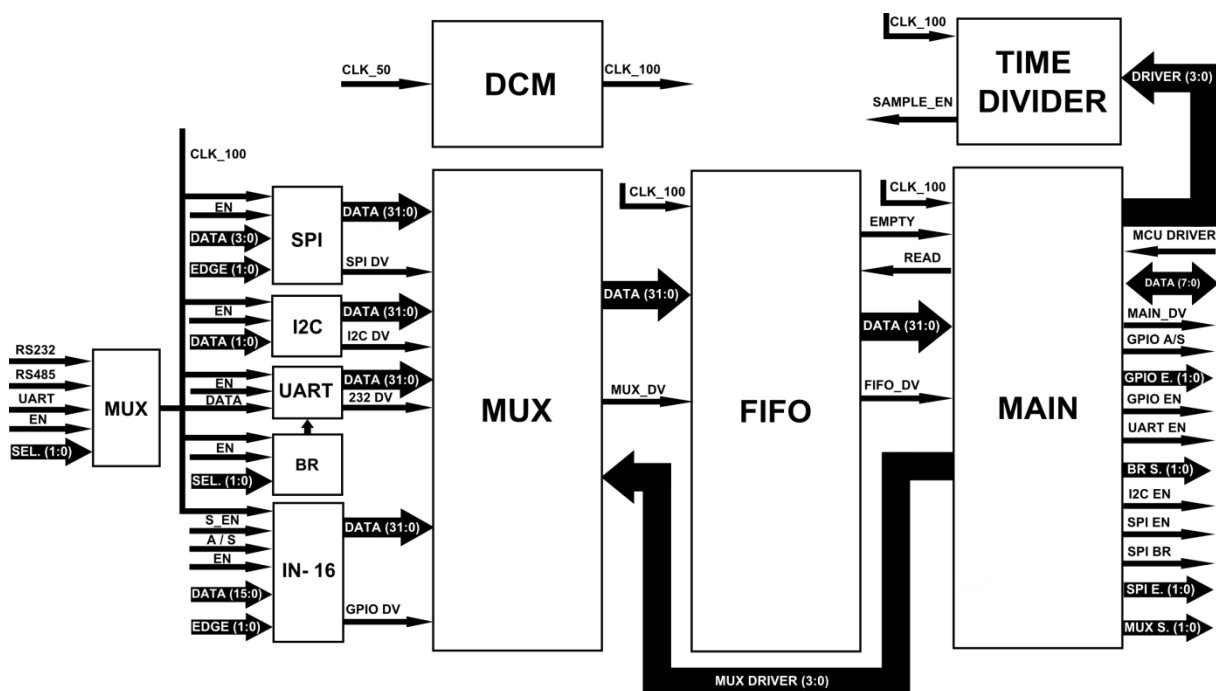 CLK_50
DCM
CLK_100
CLK_100
TIME
DIVIDER
DRIVER (3:0)
SAMPLE_EN
CLK_100
EN
DATA (3:0)
EDGE (1:0)
SPI
DATA (31:0)
SPI DV
EN
DATA (1:0)
I2C
DATA (31:0)
I2C DV
RS232
RS485
UART
EN
SEL. (1:0)
MUX
EN
DATA
UART
DATA (31:0)
232 DV
EN
SEL. (1:0)
BR
S_EN
A / S
EN
DATA (15:0)
EDGE (1:0)
IN- 16
DATA (31:0)
GPIO DV
MUX
CLK_100
DATA (31:0)
MUX_DV
FIFO
CLK_100
EMPTY
READ
DATA (31:0)
FIFO_DV
MAIN
MCU DRIVER
DATA (7:0)
MAIN_DV
GPIO A/S
GPIO E. (1:0)
GPIO EN
UART EN
BR S. (1:0)
I2C EN
SPI EN
SPI BR
SPI E. (1:0)
MUX S. (1:0)
MUX DRIVER (3:0)